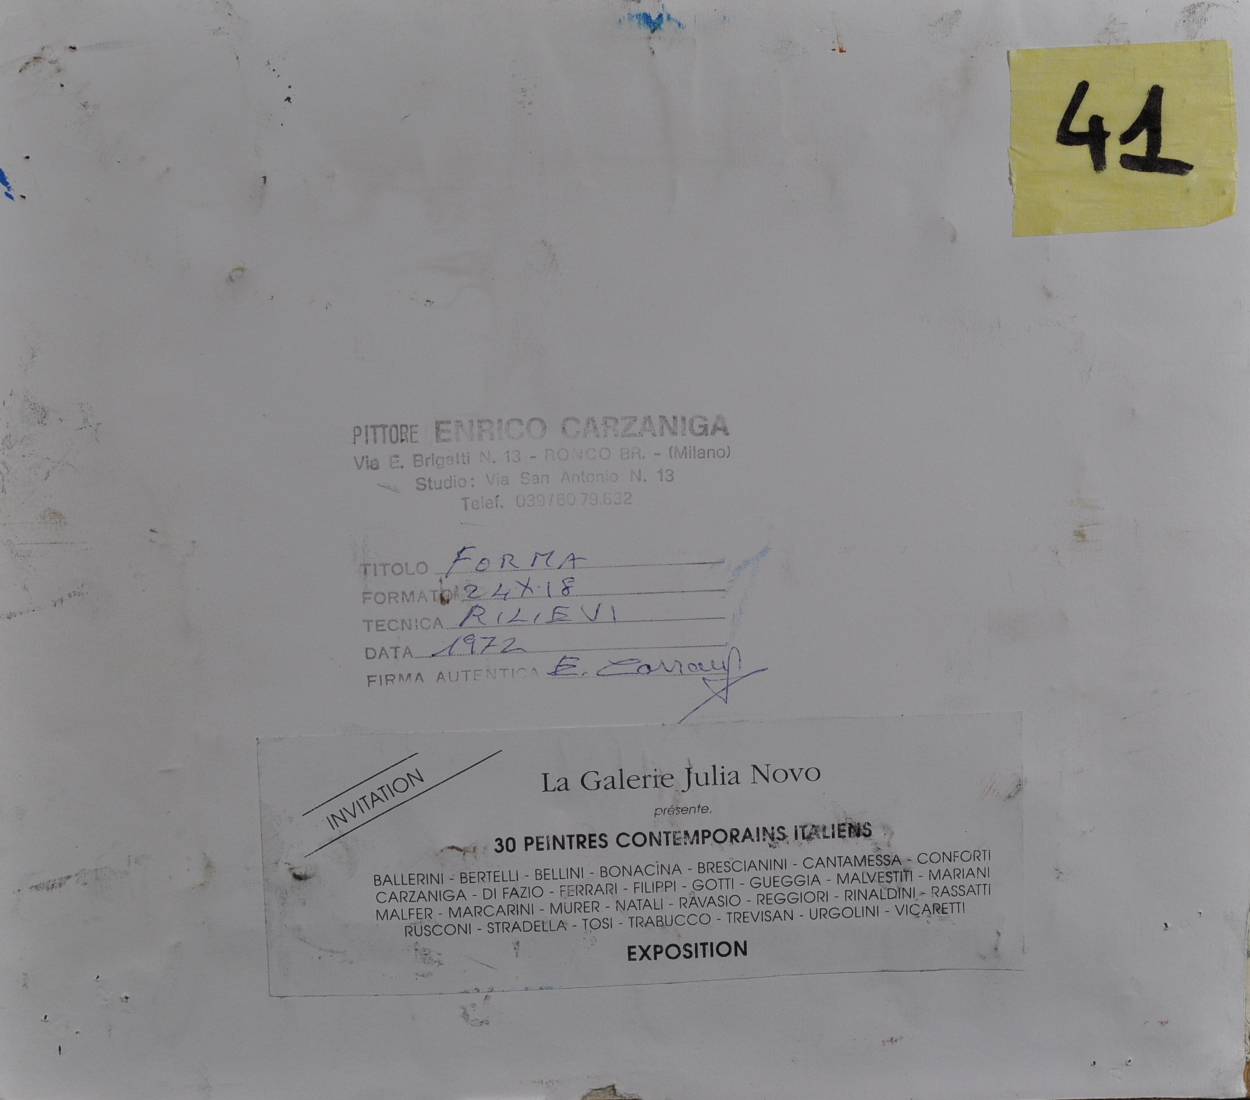 41
PITTORE ENRICO CARZANIGA
Via E. Brigatti N. 13 - RONCO BR. - (Milano)
Studio: Via San Antonio N. 13
Telef. 039/60.79.632
TITOLO FORMA
FORMATO 24X18
TECNICA RILIEVI
DATA 1972
FIRMA AUTENTICA E.
INVITATION
La Galerie Julia Novo
présente,
30 PEINTRES CONTEMPORAINS ITALIENS
BALLERINI - BERTELLI - BELLINI - BONACINA - BRESCIANINI - CANTAMESSA - CONFORTI
CARZANIGA - DI FAZIO - FERRARI - FILIPPI - GOTTI - GUEGGIA - MALVESTITI - MARIANI
MALFER - MARCARINI - MURER - NATALI - RAVASIO - REGGIORI - RINALDINI - RASSATTI
RUSCONI - STRADELLA - TOSI - TRABUCCO - TREVISAN - URGOLINI - VICARETTI
EXPOSITION